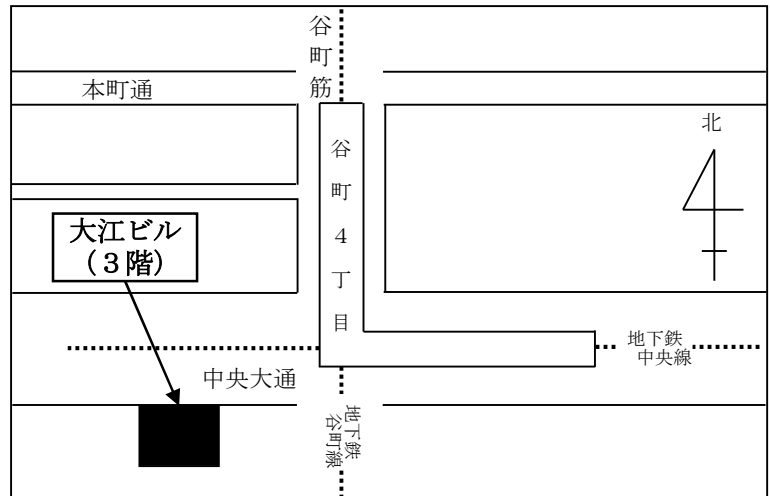 谷町筋
本町通
北
谷町4丁目
大江ビル
(3階)
地下鉄
中央線
中央大通
地下鉄
谷町線